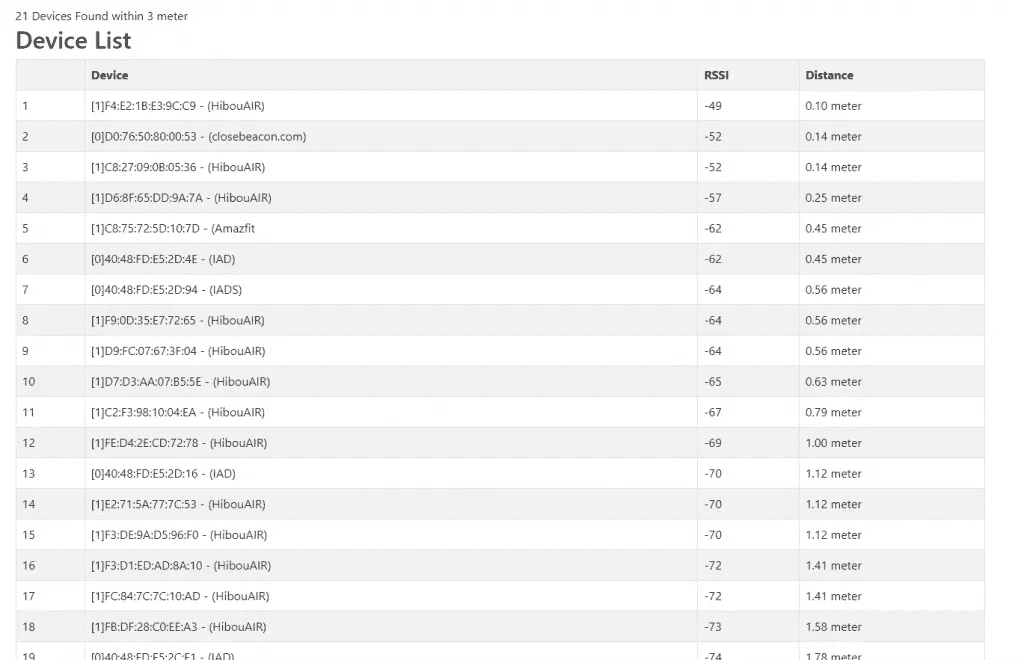 21 Devices Found within 3 meter
Device List
Device RSSI Distance
1 [1]F4:E2:1B:E3:9C:C9 - (HibouAIR) -49 0.10 meter
2 [0]D0:76:50:80:00:53 - (closebeacon.com) -52 0.14 meter
3 [1]C8:27:09:0B:05:36 - (HibouAIR) -52 0.14 meter
4 [1]D6:8F:65:DD:9A:7A - (HibouAIR) -57 0.25 meter
5 [1]C8:75:72:5D:10:7D - (Amazfit -62 0.45 meter
6 [0]40:48:FD:E5:2D:4E - (IAD) -62 0.45 meter
7 [0]40:48:FD:E5:2D:94 - (IADS) -64 0.56 meter
8 [1]F9:0D:35:E7:72:65 - (HibouAIR) -64 0.56 meter
9 [1]D9:FC:07:67:3F:04 - (HibouAIR) -64 0.56 meter
10 [1]D7:D3:AA:07:B5:5E - (HibouAIR) -65 0.63 meter
11 [1]C2:F3:98:10:04:EA - (HibouAIR) -67 0.79 meter
12 [1]FE:D4:2E:CD:72:78 - (HibouAIR) -69 1.00 meter
13 [0]40:48:FD:E5:2D:16 - (IAD) -70 1.12 meter
14 [1]E2:71:5A:77:7C:53 - (HibouAIR) -70 1.12 meter
15 [1]F3:DE:9A:D5:96:F0 - (HibouAIR) -70 1.12 meter
16 [1]F3:D1:ED:AD:8A:10 - (HibouAIR) -72 1.41 meter
17 [1]FC:84:7C:7C:10:AD - (HibouAIR) -72 1.41 meter
18 [1]FB:DF:28:C0:EE:A3 - (HibouAIR) -73 1.58 meter
19 [0]40:48:FD:E5:2C:F1 - (IAD) -74 1.78 meter